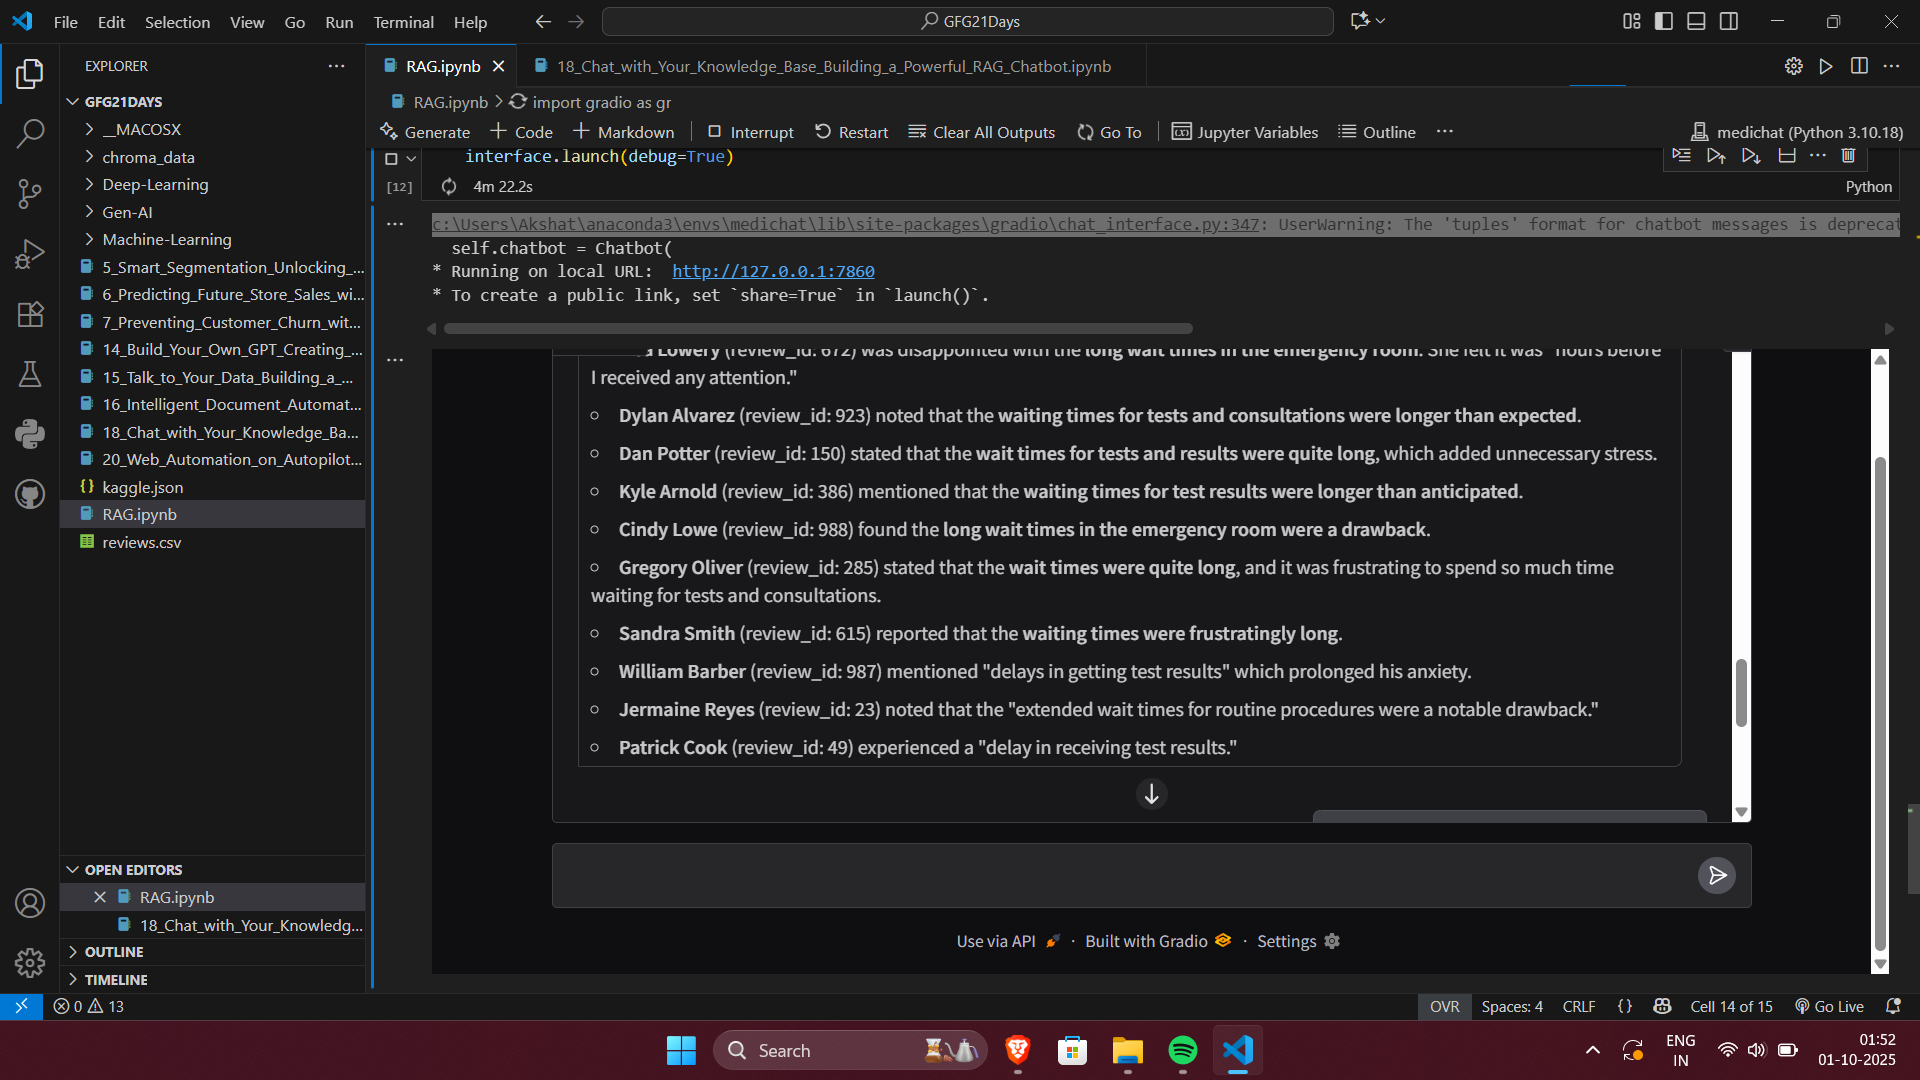 File Edit Selection View Go Run Terminal Help
GFG21Days
EXPLORER
RAG.ipynb
18_Chat_with_Your_Knowledge_Base_Building_a_Powerful_RAG_Chatbot.ipynb
GFG21DAYS
__MACOSX
chroma_data
Deep-Learning
Gen-AI
Machine-Learning
5_Smart_Segmentation_Unlocking_...
6_Predicting_Future_Store_Sales_wi...
7_Preventing_Customer_Churn_wit...
14_Build_Your_Own_GPT_Creating_...
15_Talk_to_Your_Data_Building_a_...
16_Intelligent_Document_Automat...
18_Chat_with_Your_Knowledge_Ba...
20_Web_Automation_on_Autopilot...
kaggle.json
RAG.ipynb
reviews.csv
OPEN EDITORS
RAG.ipynb
18_Chat_with_Your_Knowledg...
OUTLINE
TIMELINE
RAG.ipynb > import gradio as gr
Generate Code Markdown Interrupt Restart Clear All Outputs Go To Jupyter Variables Outline medichat (Python 3.10.18)
interface.launch(debug=True)
[12] 4m 22.2s Python
c:\Users\Akshat\anaconda3\envs\medichat\lib\site-packages\gradio\chat_interface.py:347: UserWarning: The 'tuples' format for chatbot messages is deprecat
self.chatbot = Chatbot(
* Running on local URL: http://127.0.0.1:7860
* To create a public link, set `share=True` in `launch()`.
Lowery (review_id: 672) was disappointed with the long wait times in the emergency room. She felt it was "hours before
I received any attention."
Dylan Alvarez (review_id: 923) noted that the waiting times for tests and consultations were longer than expected.
Dan Potter (review_id: 150) stated that the wait times for tests and results were quite long, which added unnecessary stress.
Kyle Arnold (review_id: 386) mentioned that the waiting times for test results were longer than anticipated.
Cindy Lowe (review_id: 988) found the long wait times in the emergency room were a drawback.
Gregory Oliver (review_id: 285) stated that the wait times were quite long, and it was frustrating to spend so much time
waiting for tests and consultations.
Sandra Smith (review_id: 615) reported that the waiting times were frustratingly long.
William Barber (review_id: 987) mentioned "delays in getting test results" which prolonged his anxiety.
Jermaine Reyes (review_id: 23) noted that the "extended wait times for routine procedures were a notable drawback."
Patrick Cook (review_id: 49) experienced a "delay in receiving test results."
Use via API · Built with Gradio · Settings
0 13 OVR Spaces: 4 CRLF {} Cell 14 of 15 Go Live
Search
ENG
IN
01:52
01-10-2025